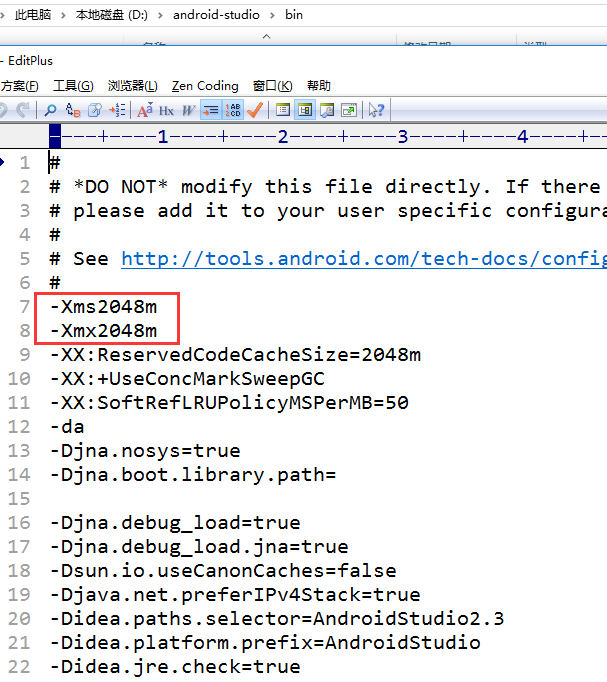 此电脑 > 本地磁盘 (D:) > android-studio > bin
- EditPlus
方案(F) 工具(G) 浏览器(L) Zen Coding 窗口(K) 帮助
----+----1----+----2----+----3----+----4----+
1 #
2 # *DO NOT* modify this file directly. If there
3 # please add it to your user specific configura
4 #
5 # See http://tools.android.com/tech-docs/config
6 #
7 -Xms2048m
8 -Xmx2048m
9 -XX:ReservedCodeCacheSize=2048m
10 -XX:+UseConcMarkSweepGC
11 -XX:SoftRefLRUPolicyMSPerMB=50
12 -da
13 -Djna.nosys=true
14 -Djna.boot.library.path=
15
16 -Djna.debug_load=true
17 -Djna.debug_load.jna=true
18 -Dsun.io.useCanonCaches=false
19 -Djava.net.preferIPv4Stack=true
20 -Didea.paths.selector=AndroidStudio2.3
21 -Didea.platform.prefix=AndroidStudio
22 -Didea.jre.check=true